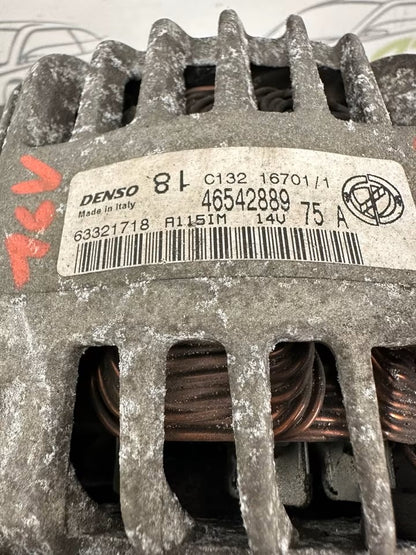 DENSO 18 C132 16701/1
Made in Italy 46542889
63321718 A115IM 14V 75 A